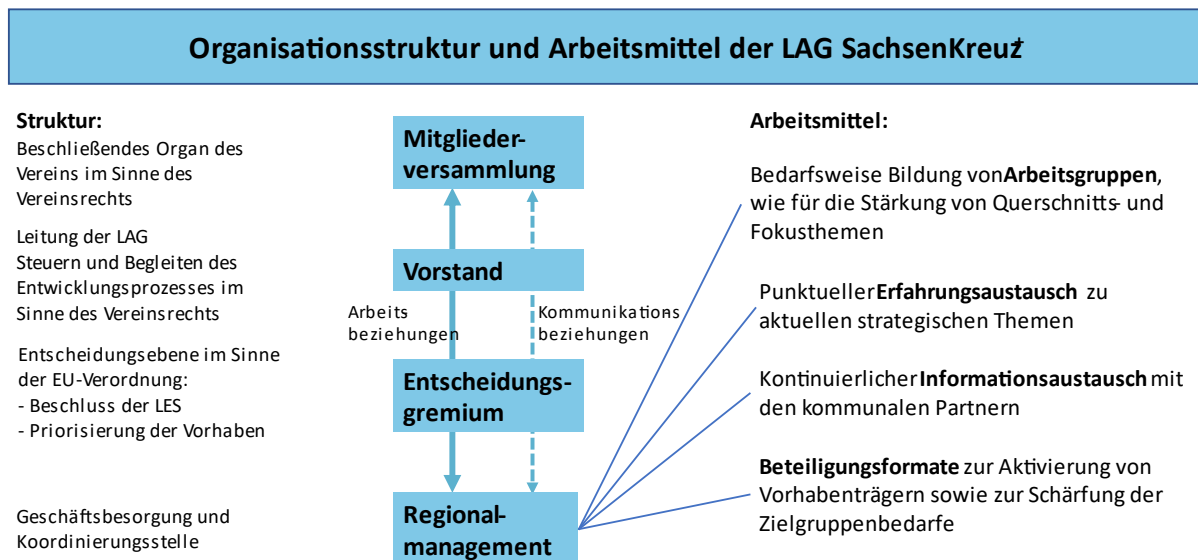 Organisationsstruktur und Arbeitsmittel der LAG SachsenKreuz+
Struktur:
Beschließendes Organ des
Vereins im Sinne des
Vereinsrechts
Leitung der LAG
Steuern und Begleiten des
Entwicklungsprozesses im
Sinne des Vereinsrechts
Entscheidungsebene im Sinne
der EU-Verordnung:
- Beschluss der LES
- Priorisierung der Vorhaben
Geschäftsbesorgung und
Koordinierungsstelle
Mitglieder-
versammlung
Vorstand
Arbeits
beziehungen
Kommunikations-
beziehungen
Entscheidungs-
gremium
Regional-
management
Arbeitsmittel:
Bedarfsweise Bildung von Arbeitsgruppen,
wie für die Stärkung von Querschnitts- und
Fokusthemen
Punktueller Erfahrungsaustausch zu
aktuellen strategischen Themen
Kontinuierlicher Informationsaustausch mit
den kommunalen Partnern
Beteiligungsformate zur Aktivierung von
Vorhabenträgern sowie zur Schärfung der
Zielgruppenbedarfe